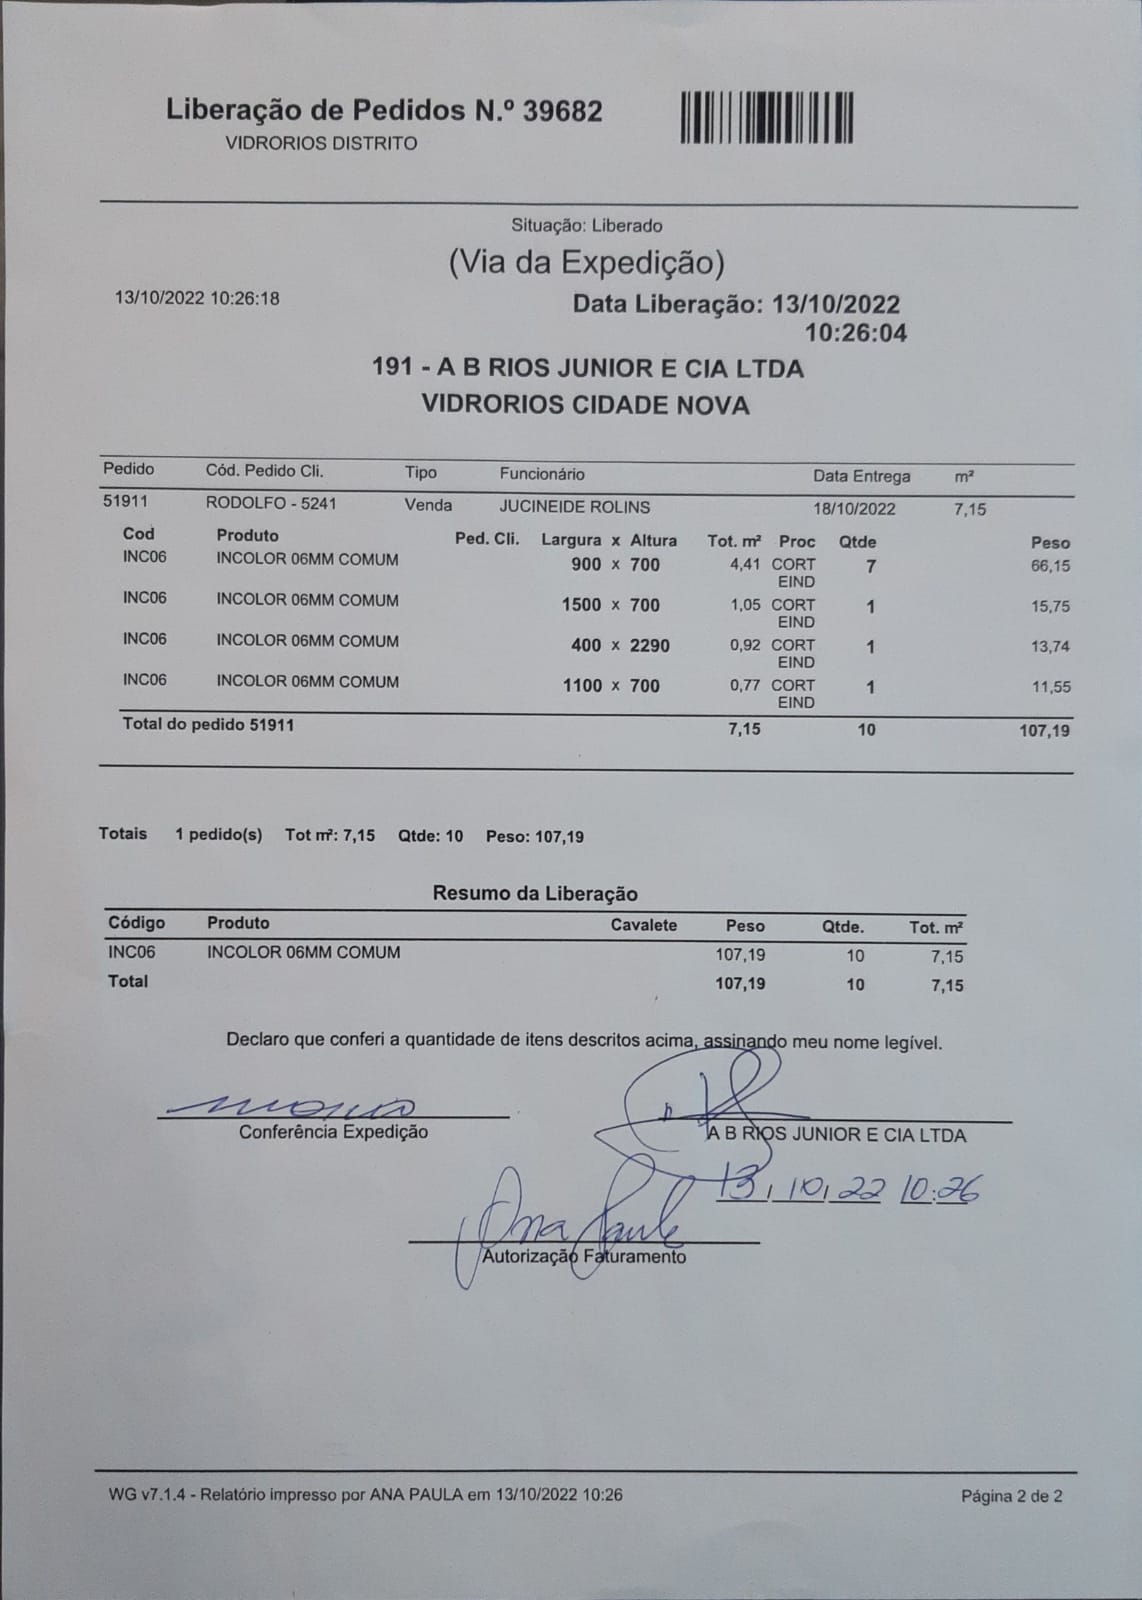 Liberação de Pedidos N.º 39682
VIDRORIOS DISTRITO
Situação: Liberado
(Via da Expedição)
13/10/2022 10:26:18
Data Liberação: 13/10/2022
10:26:04
191 - A B RIOS JUNIOR E CIA LTDA
VIDRORIOS CIDADE NOVA
Pedido Cód. Pedido Cli. Tipo Funcionário Data Entrega m²
51911 RODOLFO - 5241 Venda JUCINEIDE ROLINS 18/10/2022 7,15
Cod Produto Ped. Cli. Largura x Altura Tot. m² Proc Qtde Peso
INC06 INCOLOR 06MM COMUM 900 x 700 4,41 CORT 7 66,15
EIND
INC06 INCOLOR 06MM COMUM 1500 x 700 1,05 CORT 1 15,75
EIND
INC06 INCOLOR 06MM COMUM 400 x 2290 0,92 CORT 1 13,74
EIND
INC06 INCOLOR 06MM COMUM 1100 x 700 0,77 CORT 1 11,55
EIND
Total do pedido 51911 7,15 10 107,19
Totais 1 pedido(s) Tot m²: 7,15 Qtde: 10 Peso: 107,19
Resumo da Liberação
Código Produto Cavalete Peso Qtde. Tot. m²
INC06 INCOLOR 06MM COMUM 107,19 10 7,15
Total 107,19 10 7,15
Declaro que conferi a quantidade de itens descritos acima, assinando meu nome legível.
Conferência Expedição
A B RIOS JUNIOR E CIA LTDA
13, 10, 22 10:26
Ana Paula
Autorização Faturamento
WG v7.1.4 - Relatório impresso por ANA PAULA em 13/10/2022 10:26
Página 2 de 2